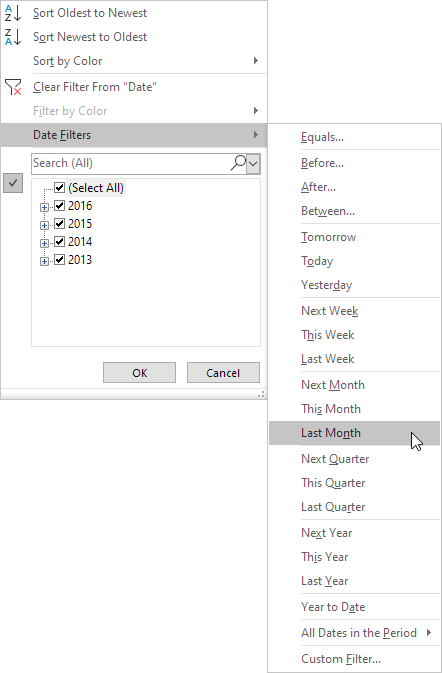 Sort Oldest to Newest
Sort Newest to Oldest
Sort by Color
Clear Filter From "Date"
Filter by Color
Date Filters
Search (All)
(Select All)
2016
2015
2014
2013
OK Cancel
Equals...
Before...
After...
Between...
Tomorrow
Today
Yesterday
Next Week
This Week
Last Week
Next Month
This Month
Last Month
Next Quarter
This Quarter
Last Quarter
Next Year
This Year
Last Year
Year to Date
All Dates in the Period
Custom Filter...